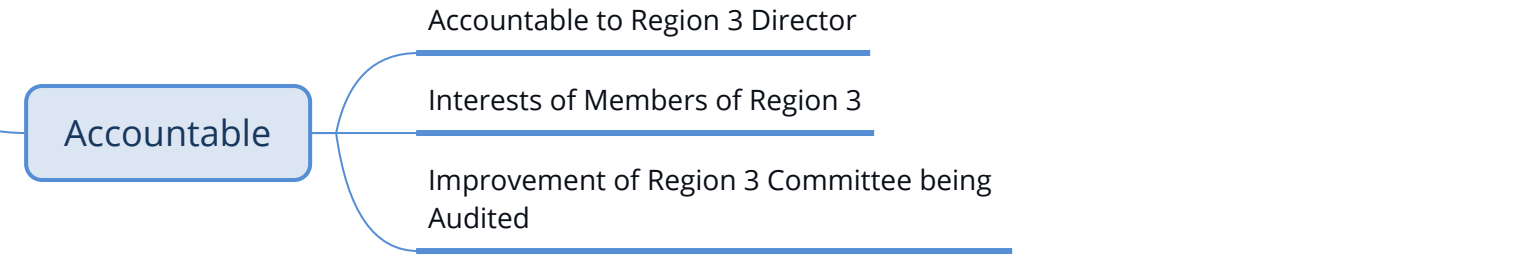 Accountable to Region 3 Director
Interests of Members of Region 3
Accountable
Improvement of Region 3 Committee being
Audited